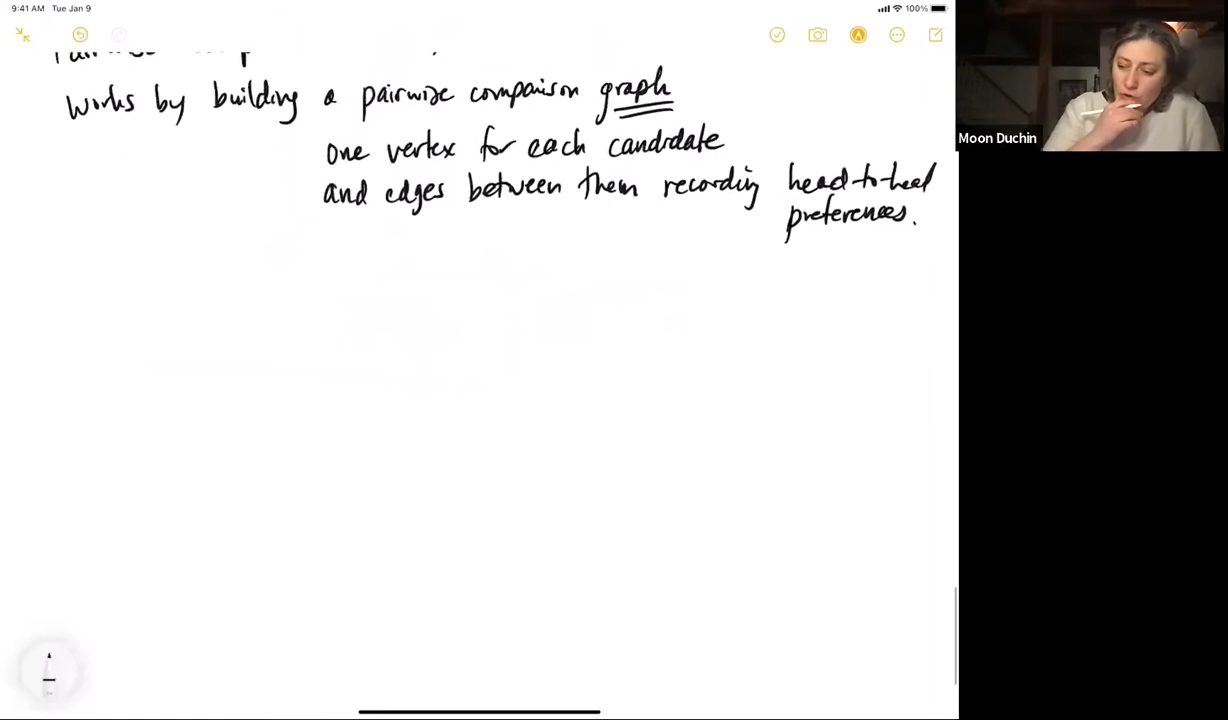 9:41 AM Tue Jan 9
100%
works by building a pairwise comparison graph
one vertex for each candidate
and edges between them recording head-to-head
preferences.
Moon Duchin